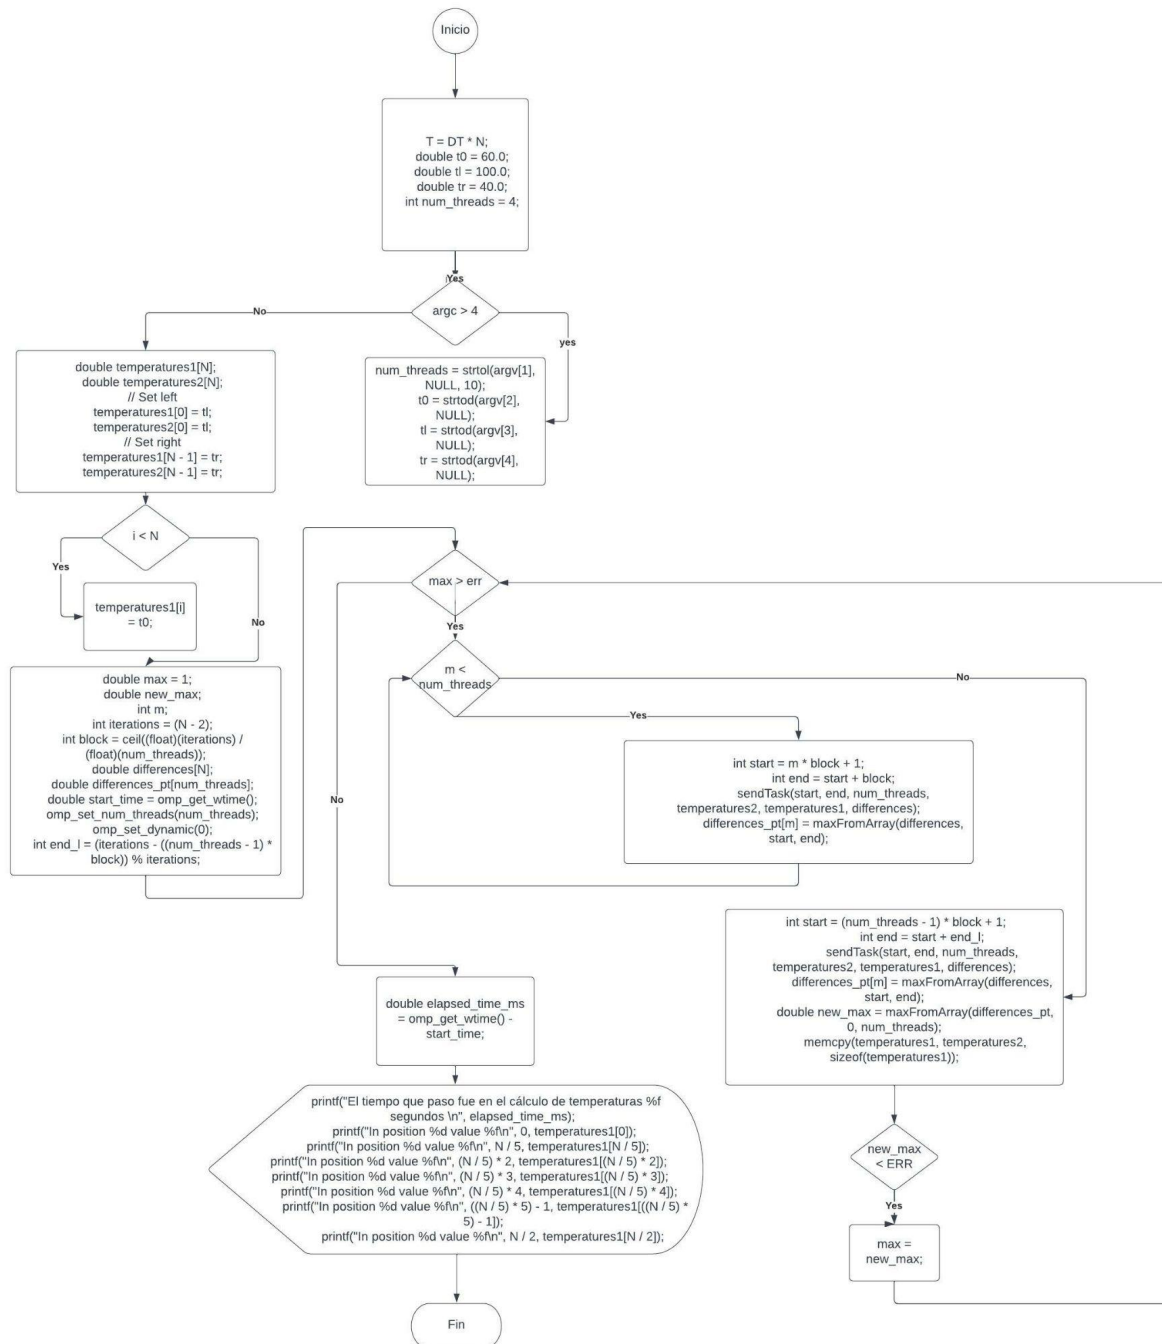 Inicio
T = DT * N;
double t0 = 60.0;
double tl = 100.0;
double tr = 40.0;
int num_threads = 4;
Yes
argc > 4
No
yes
double temperatures1[N];
double temperatures2[N];
// Set left
temperatures1[0] = tl;
temperatures2[0] = tl;
// Set right
temperatures1[N - 1] = tr;
temperatures2[N - 1] = tr;
num_threads = strtol(argv[1],
NULL, 10);
t0 = strtod(argv[2],
NULL);
tl = strtod(argv[3],
NULL);
tr = strtod(argv[4],
NULL);
i < N
Yes
temperatures1[i]
= t0;
No
double max = 1;
double new_max;
int m;
int iterations = (N - 2);
int block = ceil((float)(iterations) /
(float)(num_threads));
double differences[N];
double differences_pt[num_threads];
double start_time = omp_get_wtime();
omp_set_num_threads(num_threads);
omp_set_dynamic(0);
int end_l = (iterations - ((num_threads - 1) *
block)) % iterations;
max > err
Yes
No
m <
num_threads
No
Yes
int start = m * block + 1;
int end = start + block;
sendTask(start, end, num_threads,
temperatures2, temperatures1, differences);
differences_pt[m] = maxFromArray(differences,
start, end);
int start = (num_threads - 1) * block + 1;
int end = start + end_l;
sendTask(start, end, num_threads,
temperatures2, temperatures1, differences);
differences_pt[m] = maxFromArray(differences,
start, end);
double new_max = maxFromArray(differences_pt,
0, num_threads);
memcpy(temperatures1, temperatures2,
sizeof(temperatures1));
new_max
< ERR
Yes
max =
new_max;
double elapsed_time_ms
= omp_get_wtime() -
start_time;
printf("El tiempo que paso fue en el cálculo de temperaturas %f
segundos \n", elapsed_time_ms);
printf("In position %d value %f\n", 0, temperatures1[0]);
printf("In position %d value %f\n", N / 5, temperatures1[N / 5]);
printf("In position %d value %f\n", (N / 5) * 2, temperatures1[(N / 5) * 2]);
printf("In position %d value %f\n", (N / 5) * 3, temperatures1[(N / 5) * 3]);
printf("In position %d value %f\n", (N / 5) * 4, temperatures1[(N / 5) * 4]);
printf("In position %d value %f\n", ((N / 5) * 5) - 1, temperatures1[((N / 5) *
5) - 1]);
printf("In position %d value %f\n", N / 2, temperatures1[N / 2]);
Fin